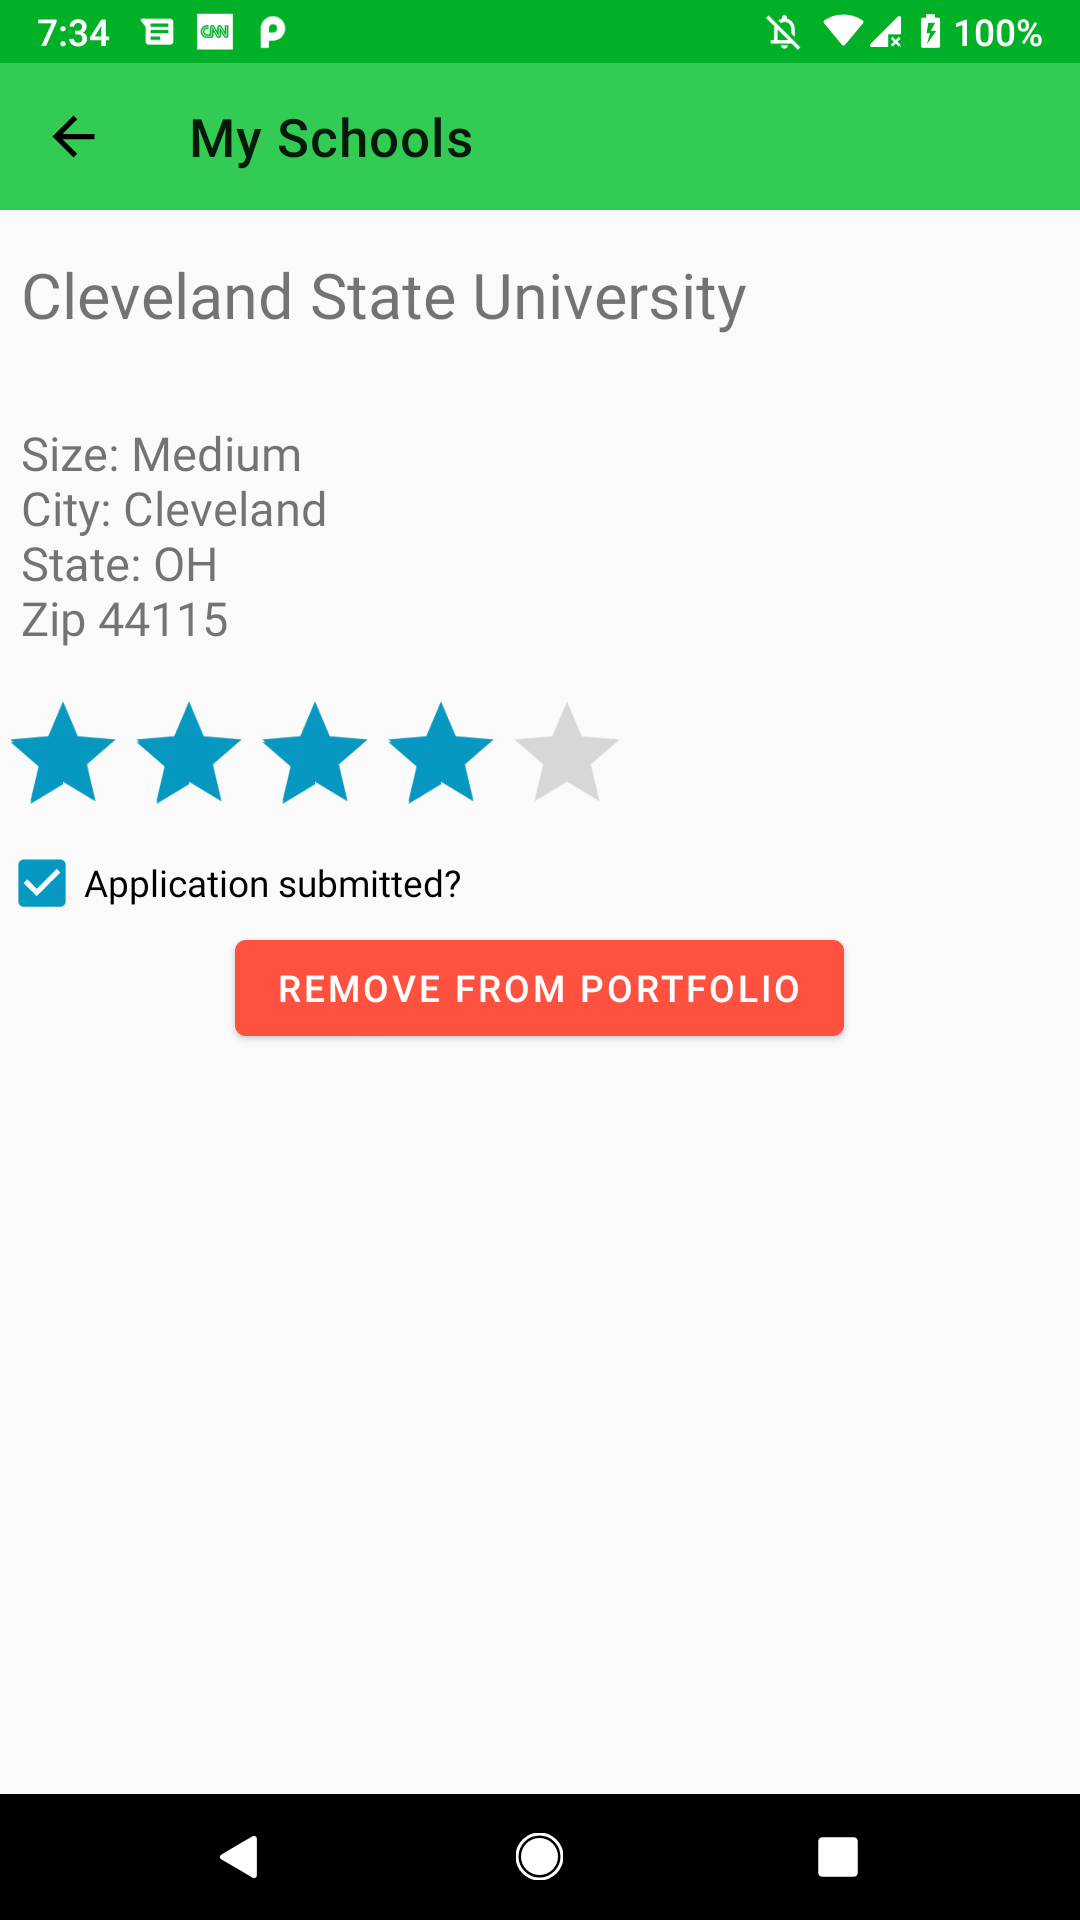 7:34 CNN 100%
My Schools
Cleveland State University
Size: Medium
City: Cleveland
State: OH
Zip 44115
Application submitted?
REMOVE FROM PORTFOLIO